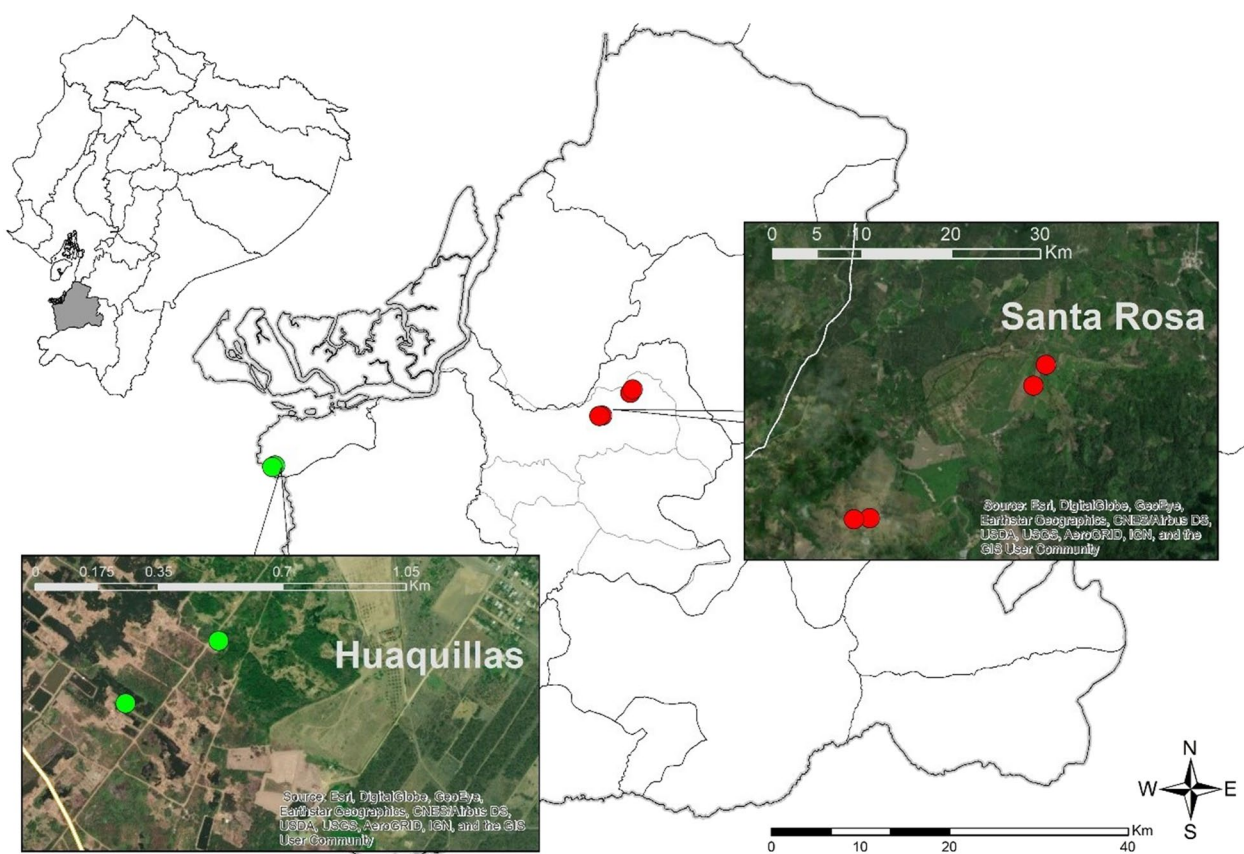 0 5 10 20 30
Km
Santa Rosa
Source: Esri, DigitalGlobe, GeoEye,
Earthstar Geographics, CNES/Airbus DS,
USDA, USGS, AeroGRID, IGN, and the
GIS User Community
0 0.175 0.35 0.7 1.05
Km
Huaquillas
Source: Esri, DigitalGlobe, GeoEye,
Earthstar Geographics, CNES/Airbus DS,
USDA, USGS, AeroGRID, IGN, and the GIS
User Community
N
W E
S
Km
0 10 20 40